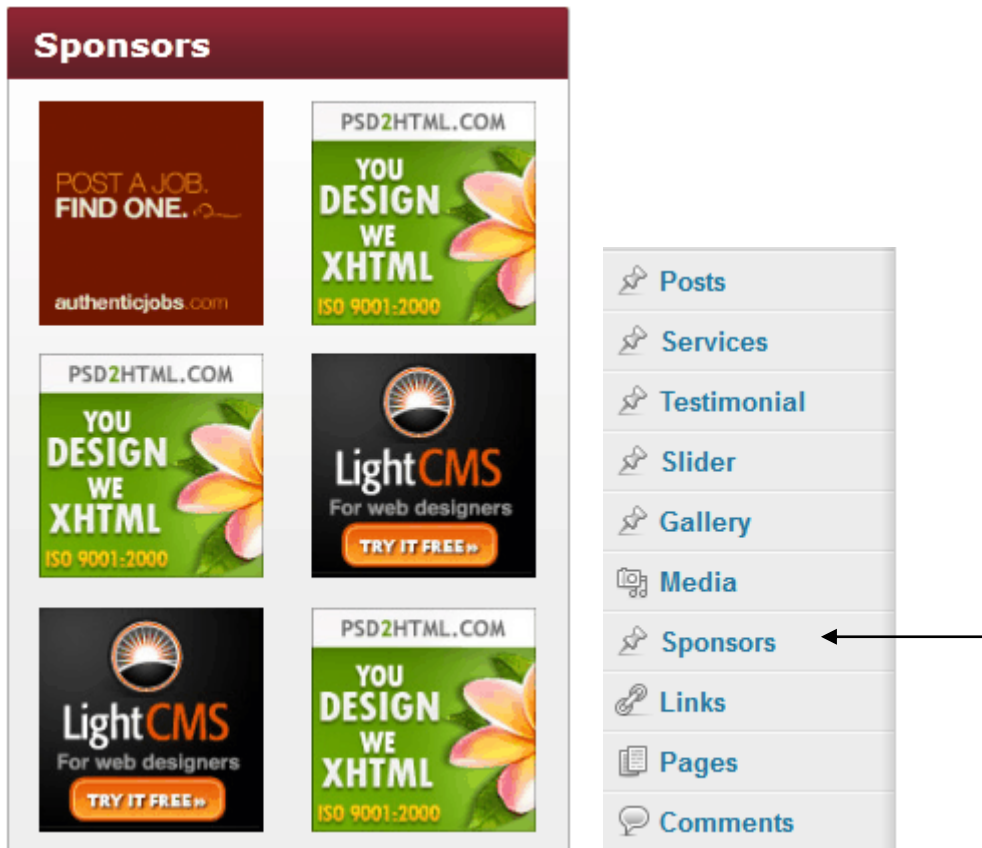 Sponsors
POST A JOB.
FIND ONE.
authenticjobs.com
PSD2HTML.COM
YOU
DESIGN
WE
XHTML
ISO 9001:2000
PSD2HTML.COM
YOU
DESIGN
WE
XHTML
ISO 9001:2000
LightCMS
For web designers
TRY IT FREE»
LightCMS
For web designers
TRY IT FREE»
PSD2HTML.COM
YOU
DESIGN
WE
XHTML
ISO 9001:2000
Posts
Services
Testimonial
Slider
Gallery
Media
Sponsors
Links
Pages
Comments